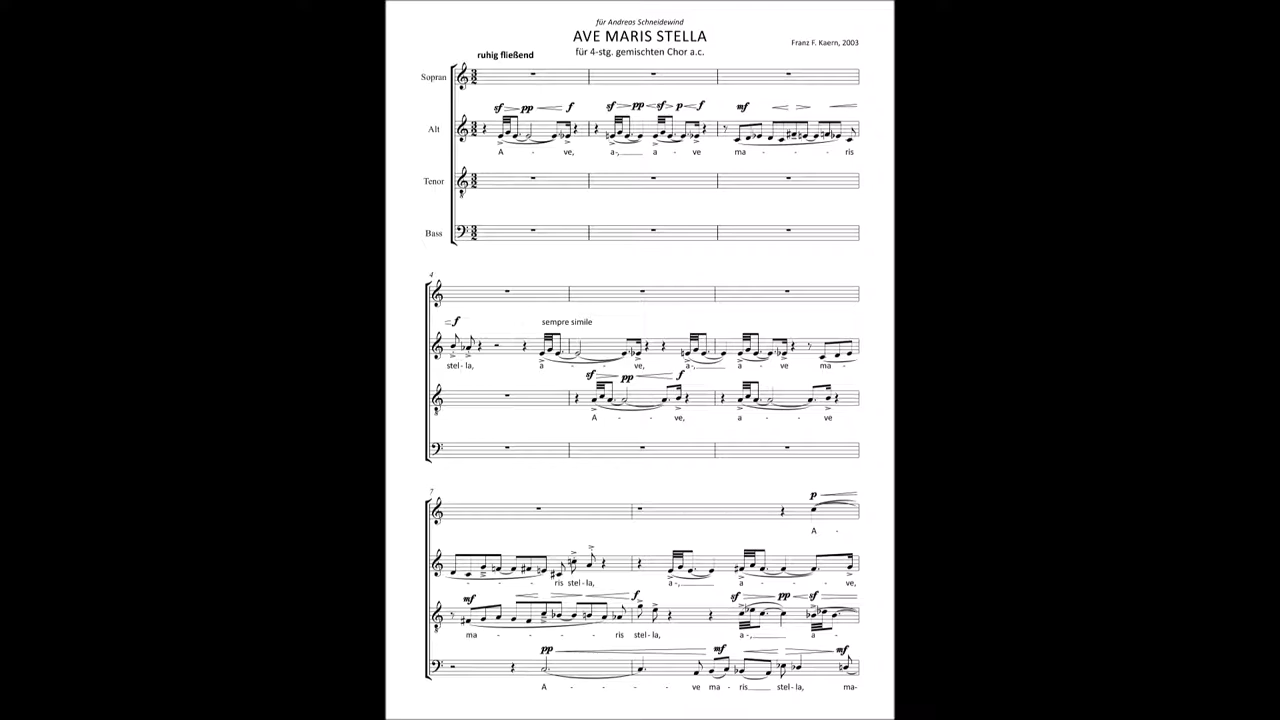 für Andreas Schneidewind
AVE MARIS STELLA
Franz F. Kaern, 2003
für 4-stg. gemischten Chor a.c.
ruhig fließend
Sopran
sf pp f sf pp sf p f mf
Alt
A - ve, a-, a - ve ma - - - ris
Tenor
Bass
4
f sempre simile
stel-la, a - - ve, a-, a - ve ma-
sf pp f
A - ve, a - ve
7
p
A -
- - - ris stel-la, a-, a - - ve,
mf f sf pp sf
ma - - - - ris stel-la, a-, a -
pp mf mf
A - - - ve ma - ris stel-la, ma-